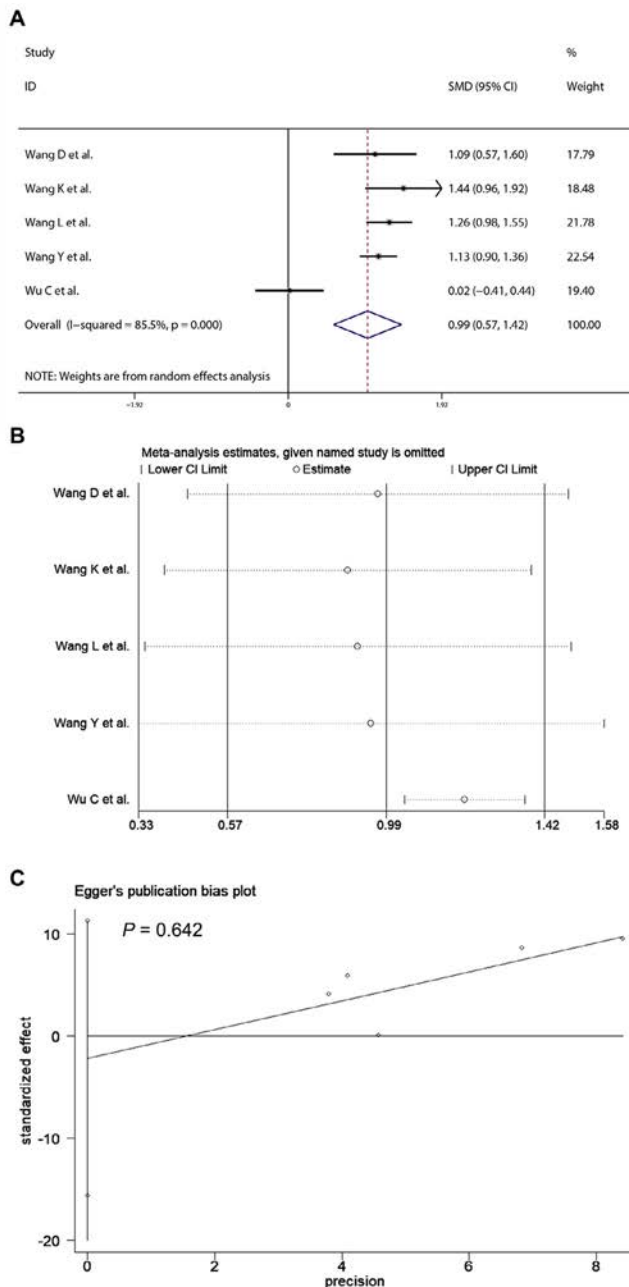 A
Study %
ID SMD (95% CI) Weight
Wang D et al. 1.09 (0.57, 1.60) 17.79
Wang K et al. 1.44 (0.96, 1.92) 18.48
Wang L et al. 1.26 (0.98, 1.55) 21.78
Wang Y et al. 1.13 (0.90, 1.36) 22.54
Wu C et al. 0.02 (−0.41, 0.44) 19.40
Overall (I−squared = 85.5%, p = 0.000) 0.99 (0.57, 1.42) 100.00
NOTE: Weights are from random effects analysis
−1.92 0 1.92
B
Meta-analysis estimates, given named study is omitted
Lower CI Limit Estimate Upper CI Limit
Wang D et al.
Wang K et al.
Wang L et al.
Wang Y et al.
Wu C et al.
0.33 0.57 0.99 1.42 1.58
C
Egger's publication bias plot
P = 0.642
standardized effect
10
0
-10
-20
0 2 4 6 8
precision